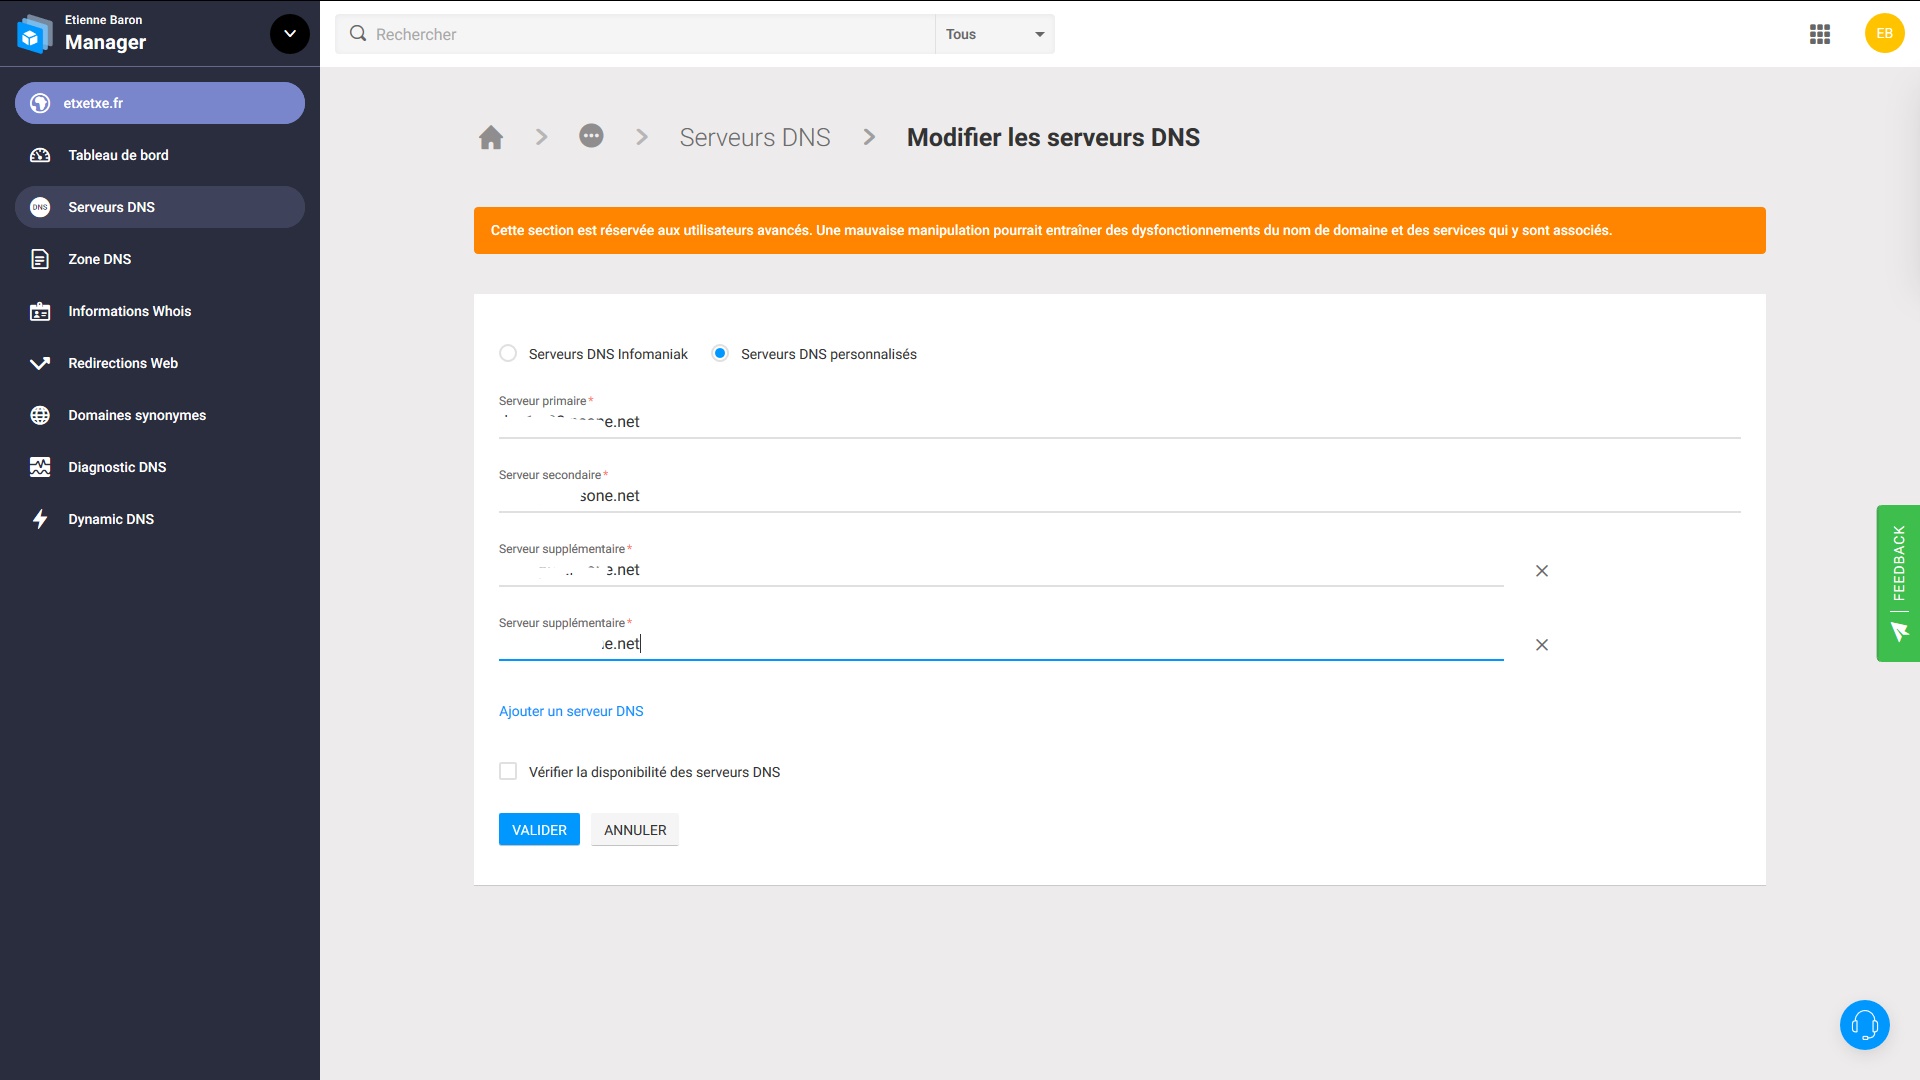 Etienne Baron
Manager
Rechercher
Tous
EB
etxetxe.fr
Tableau de bord
DNS
Serveurs DNS
Zone DNS
Informations Whois
Redirections Web
Domaines synonymes
Diagnostic DNS
Dynamic DNS
Serveurs DNS
Modifier les serveurs DNS
Cette section est réservée aux utilisateurs avancés. Une mauvaise manipulation pourrait entraîner des dysfonctionnements du nom de domaine et des services qui y sont associés.
Serveurs DNS Infomaniak
Serveurs DNS personnalisés
Serveur primaire*
e.net
Serveur secondaire*
sone.net
Serveur supplémentaire*
e.net
Serveur supplémentaire*
e.net
Ajouter un serveur DNS
Vérifier la disponibilité des serveurs DNS
VALIDER
ANNULER
FEEDBACK